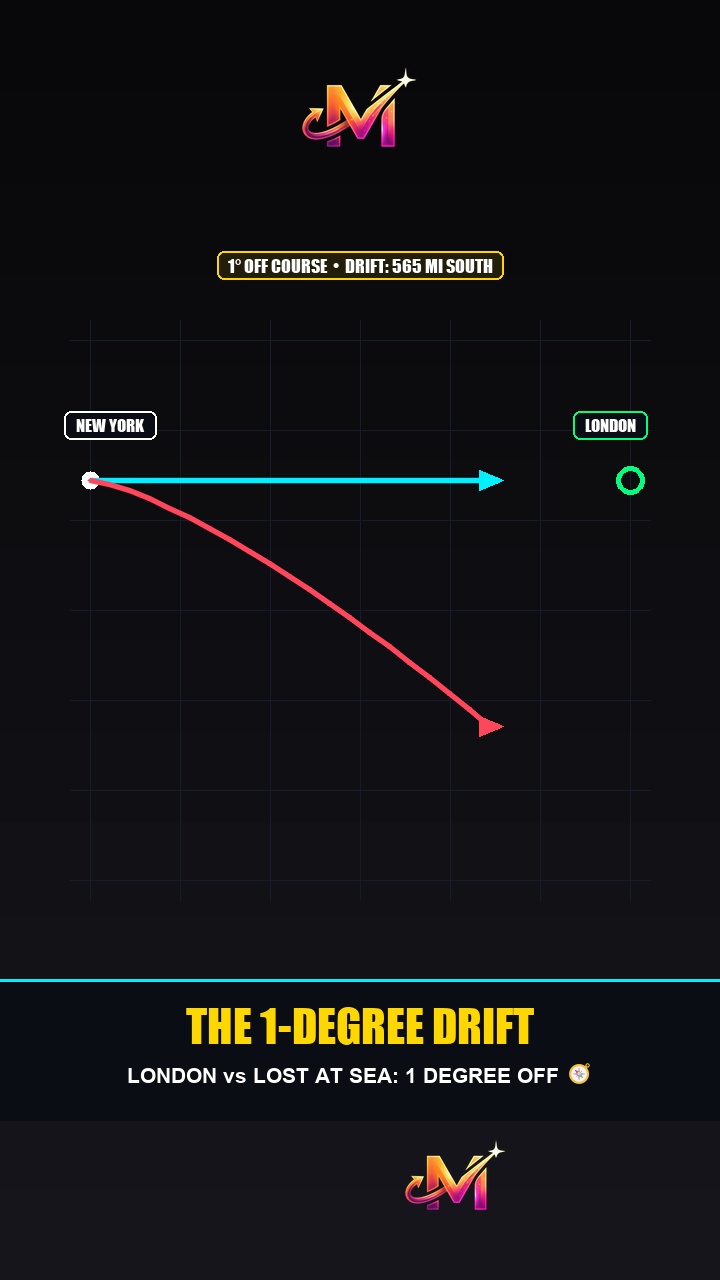 M
1° OFF COURSE • DRIFT: 565 MI SOUTH
NEW YORK
LONDON
THE 1-DEGREE DRIFT
LONDON vs LOST AT SEA: 1 DEGREE OFF 🧭
M